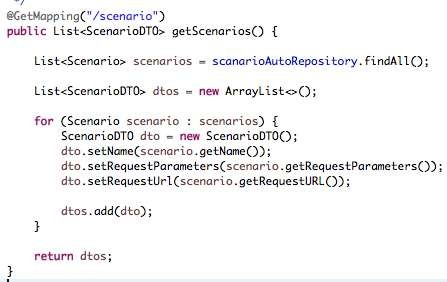 */
@GetMapping("/scenario")
public List<ScenarioDTO> getScenarios() {
List<Scenario> scenarios = scanarioAutoRepository.findAll();
List<ScenarioDTO> dtos = new ArrayList<>();
for (Scenario scenario : scenarios) {
ScenarioDTO dto = new ScenarioDTO();
dto.setName(scenario.getName());
dto.setRequestParameters(scenario.getRequestParameters());
dto.setRequestUrl(scenario.getRequestURL());
dtos.add(dto);
}
return dtos;
}